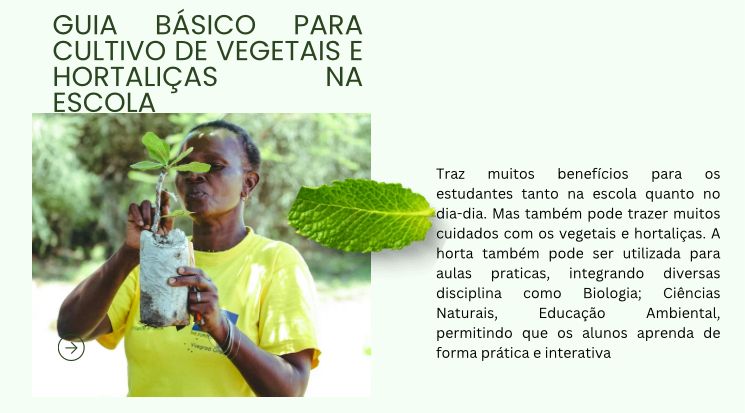 GUIA BÁSICO PARA
CULTIVO DE VEGETAIS E
HORTALIÇAS NA
ESCOLA
Traz muitos benefícios para os
estudantes tanto na escola quanto no
dia-dia. Mas também pode trazer muitos
cuidados com os vegetais e hortaliças. A
horta também pode ser utilizada para
aulas praticas, integrando diversas
disciplina como Biologia; Ciências
Naturais, Educação Ambiental,
permitindo que os alunos aprenda de
forma prática e interativa